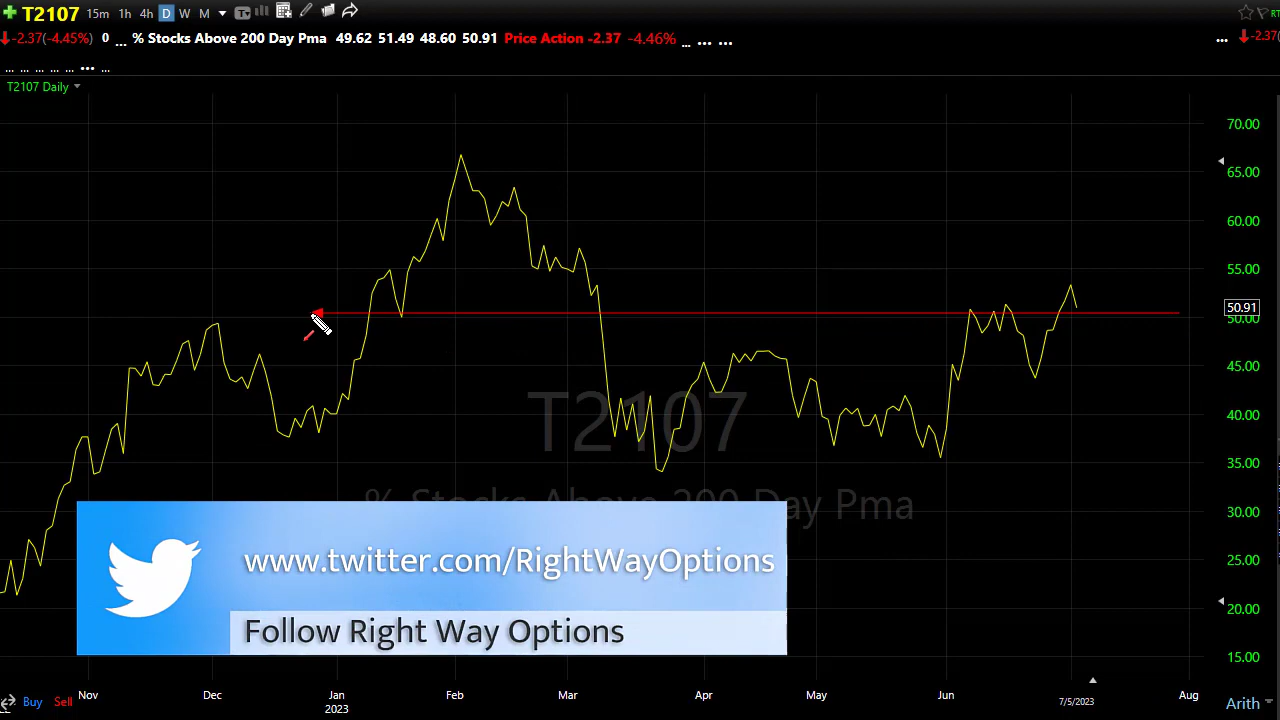 T2107 15m 1h 4h D W M T
-2.37(-4.45%) 0 ... % Stocks Above 200 Day Pma 49.62 51.49 48.60 50.91 Price Action -2.37 -4.46% ... ... ... ... -2.37(
... ... ... ... ... ... ...
T2107 Daily
70.00
65.00
60.00
55.00
50.91
50.00
45.00
40.00
35.00
30.00
25.00
20.00
15.00
T2107
% Stocks Above 200 Day Pma
www.twitter.com/RightWayOptions
Follow Right Way Options
Buy Sell Nov Dec Jan Feb Mar Apr May Jun 7/5/2023 Aug Arith
2023